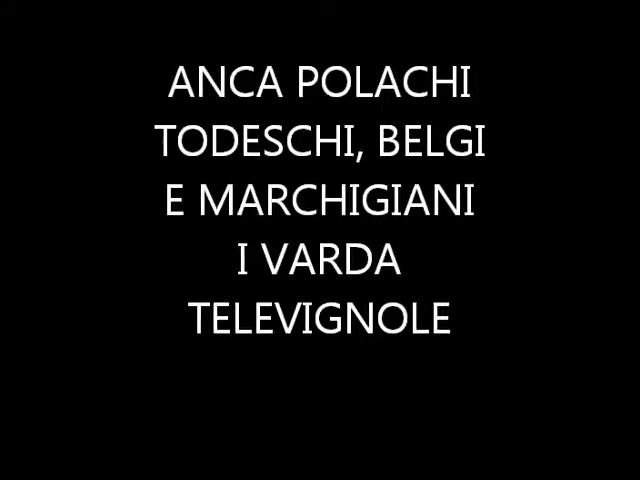 ANCA POLACHI
TODESCHI, BELGI
E MARCHIGIANI
I VARDA
TELEVIGNOLE